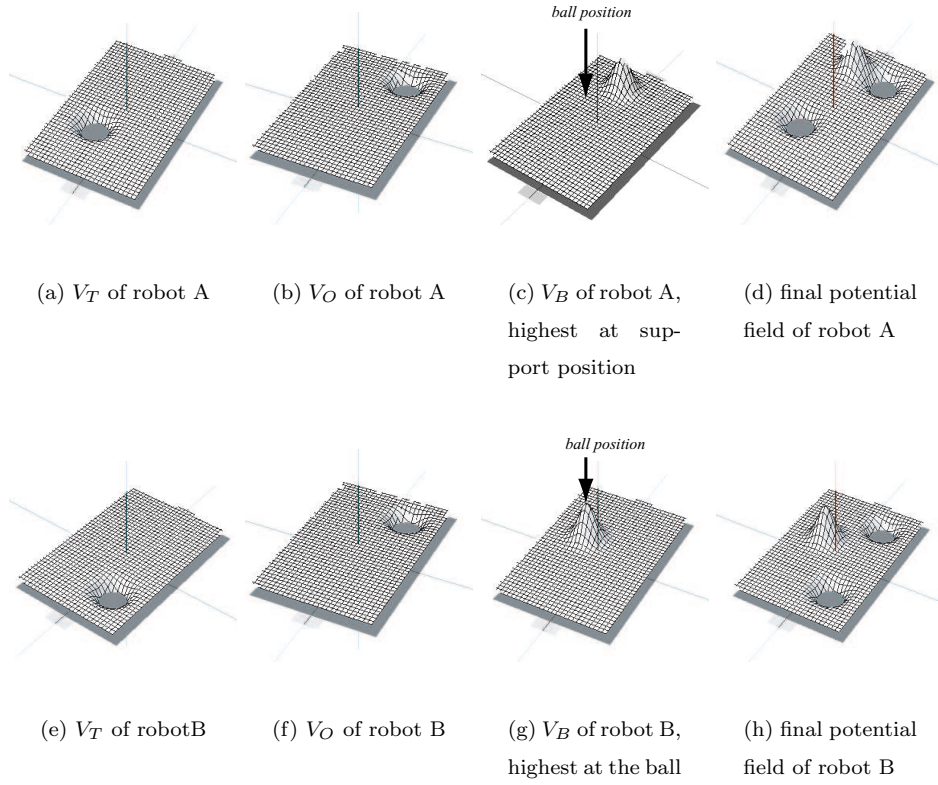 ball position
(a) V_T of robot A
(b) V_O of robot A
(c) V_B of robot A,
highest at sup-
port position
(d) final potential
field of robot A
ball position
(e) V_T of robotB
(f) V_O of robot B
(g) V_B of robot B,
highest at the ball
(h) final potential
field of robot B